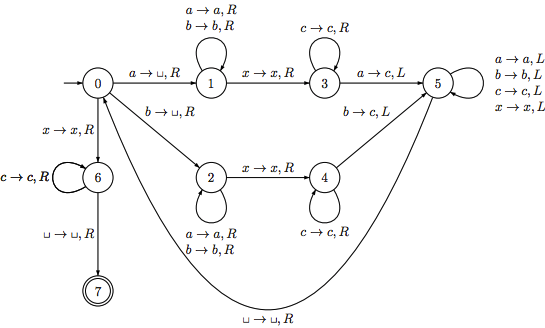 a → a, R
b → b, R
c → c, R
a → a, L
b → b, L
c → c, L
x → x, L
a → ⊔, R
x → x, R
a → c, L
0
1
3
5
b → ⊔, R
b → c, L
x → x, R
x → x, R
c → c, R
6
2
4
⊔ → ⊔, R
a → a, R
b → b, R
c → c, R
7
⊔ → ⊔, R